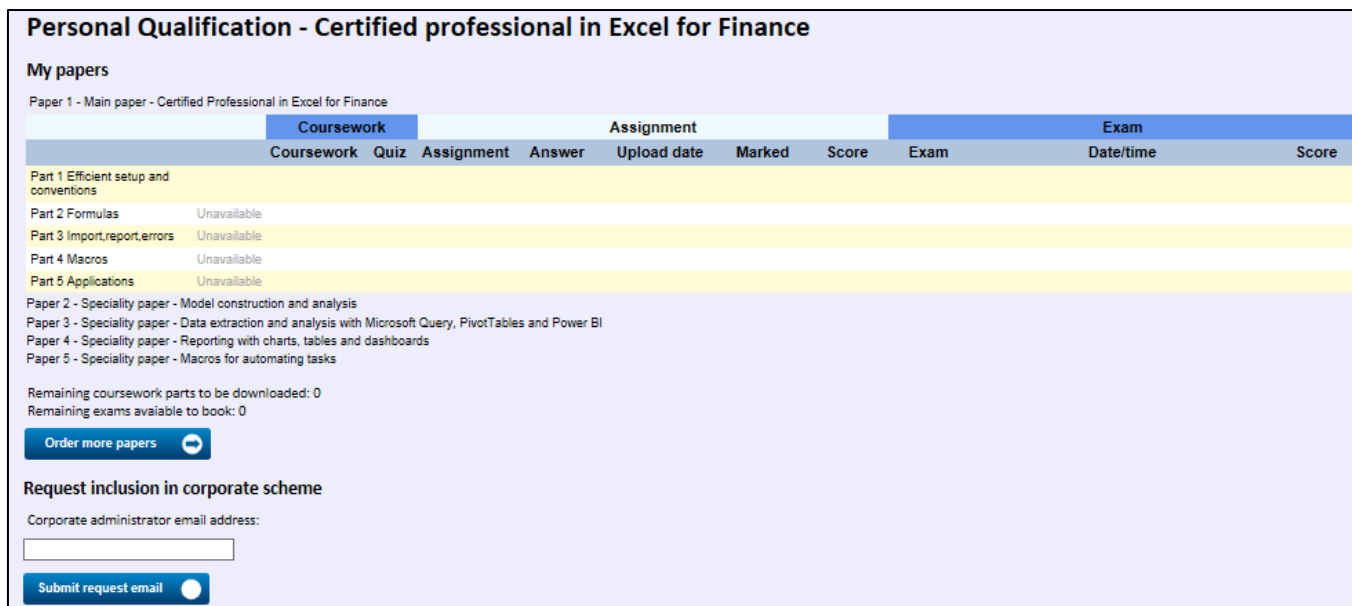 Personal Qualification - Certified professional in Excel for Finance
My papers
Paper 1 - Main paper - Certified Professional in Excel for Finance
Coursework Assignment Exam
Coursework Quiz Assignment Answer Upload date Marked Score Exam Date/time Score
Part 1 Efficient setup and
conventions
Part 2 Formulas Unavailable
Part 3 Import,report,errors Unavailable
Part 4 Macros Unavailable
Part 5 Applications Unavailable
Paper 2 - Speciality paper - Model construction and analysis
Paper 3 - Speciality paper - Data extraction and analysis with Microsoft Query, PivotTables and Power BI
Paper 4 - Speciality paper - Reporting with charts, tables and dashboards
Paper 5 - Speciality paper - Macros for automating tasks
Remaining coursework parts to be downloaded: 0
Remaining exams avaiable to book: 0
Order more papers
Request inclusion in corporate scheme
Corporate administrator email address:
Submit request email